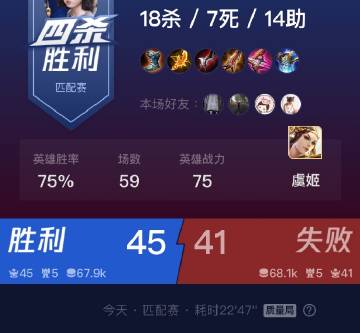 18杀 / 7死 / 14助
四杀
胜利
匹配赛
本场好友：
英雄胜率 场数 英雄战力
75% 59 75 虞姬
胜利 45 41 失败
45 5 67.9k 68.1k 5 41
今天 · 匹配赛 · 耗时22'47" 质量局 ?